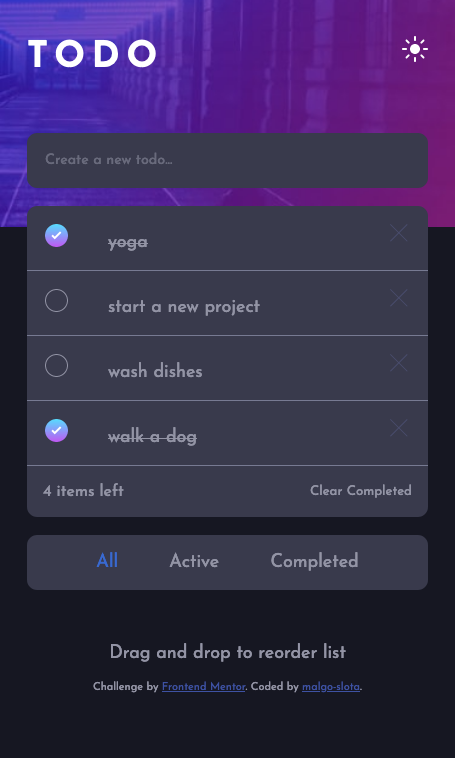 TODO
Create a new todo...
yoga
start a new project
wash dishes
walk a dog
4 items left Clear Completed
All Active Completed
Drag and drop to reorder list
Challenge by Frontend Mentor. Coded by malgo-slota.